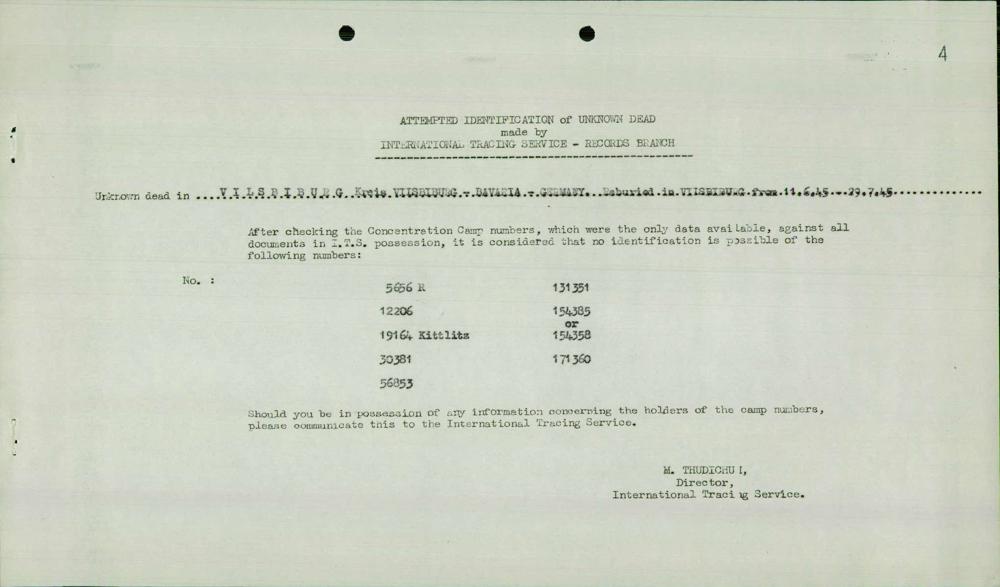 4
ATTEMPTED IDENTIFICATION of UNKNOWN DEAD
made by
INTERNATIONAL TRACING SERVICE - RECORDS BRANCH
Unknown dead in ....V.I.L.S.B.I.B.U.R.G. Kreis VILSBIBURG - BAVARIA - GERMANY. Reburied in VILSBIBURG from 11.6.45 - 29.7.45
After checking the Concentration Camp numbers, which were the only data available, against all
documents in I.T.S. possession, it is considered that no identification is possible of the
following numbers:
No. :
5656 R 131351
12206 154385
or
19164 Kittlitz 154358
30381 171360
56853
Should you be in possession of any information concerning the holders of the camp numbers,
please communicate this to the International Tracing Service.
M. THUDICHUM,
Director,
International Tracing Service.